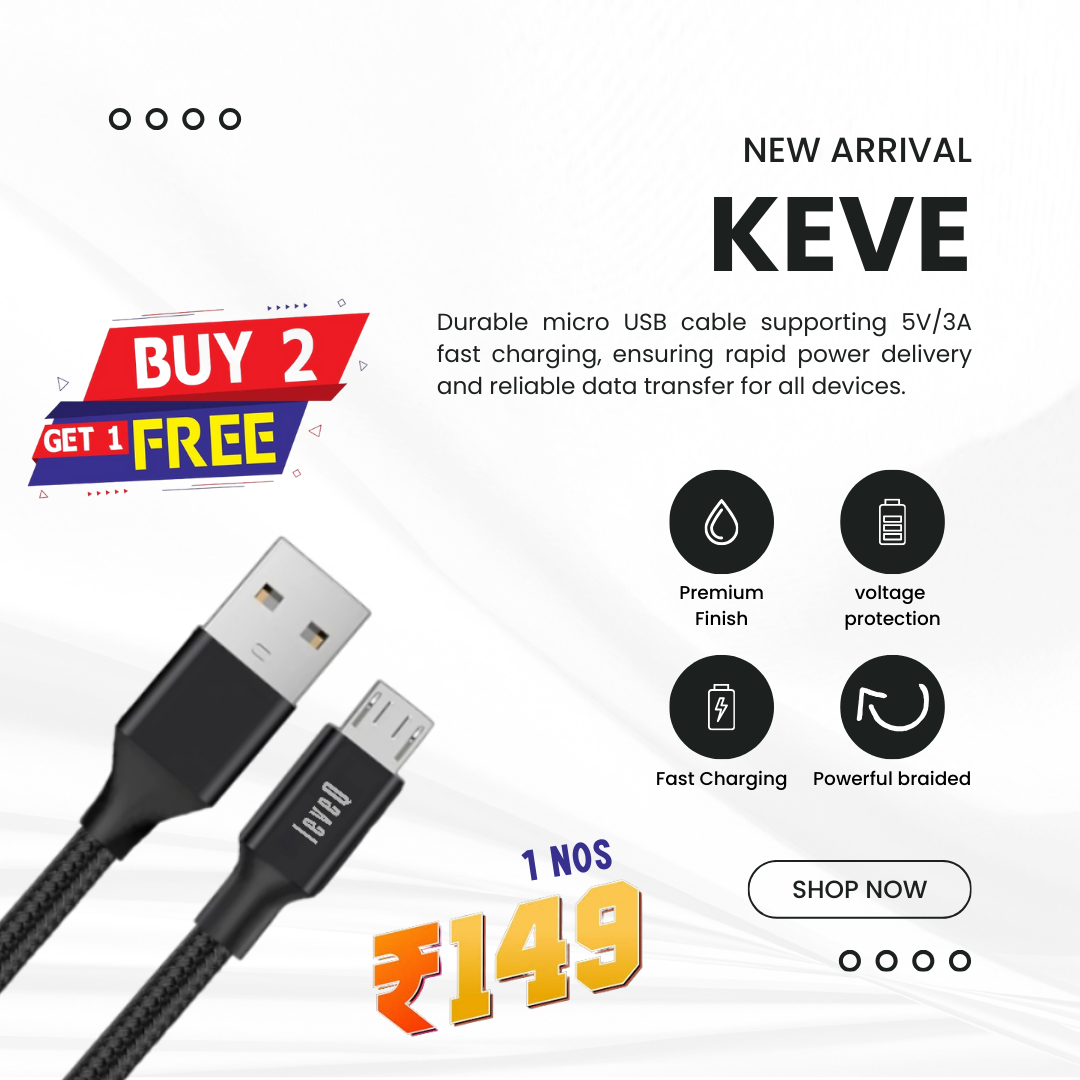 NEW ARRIVAL
KEVE
Durable micro USB cable supporting 5V/3A
fast charging, ensuring rapid power delivery
and reliable data transfer for all devices.
BUY 2
GET 1 FREE
Premium
Finish
voltage
protection
Fast Charging
Powerful braided
leveQ
1 NOS
₹149
SHOP NOW